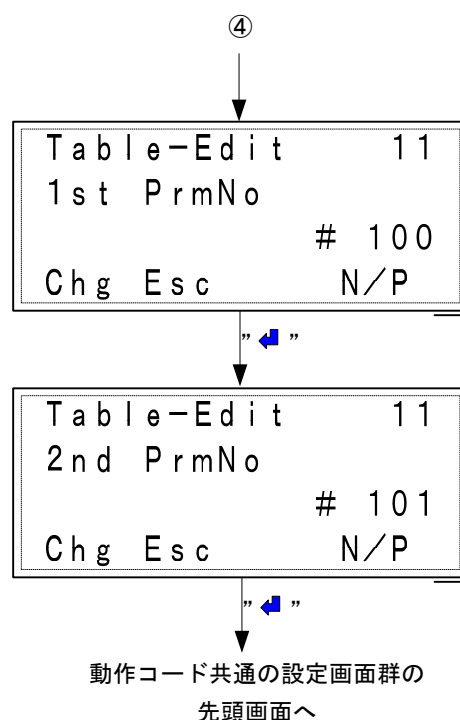 ④
Table−Edit 11
1st PrmNo
# 100
Chg Esc N／P
” ”
Table−Edit 11
2nd PrmNo
# 101
Chg Esc N／P
” ”
動作コード共通の設定画面群の
先頭画面へ